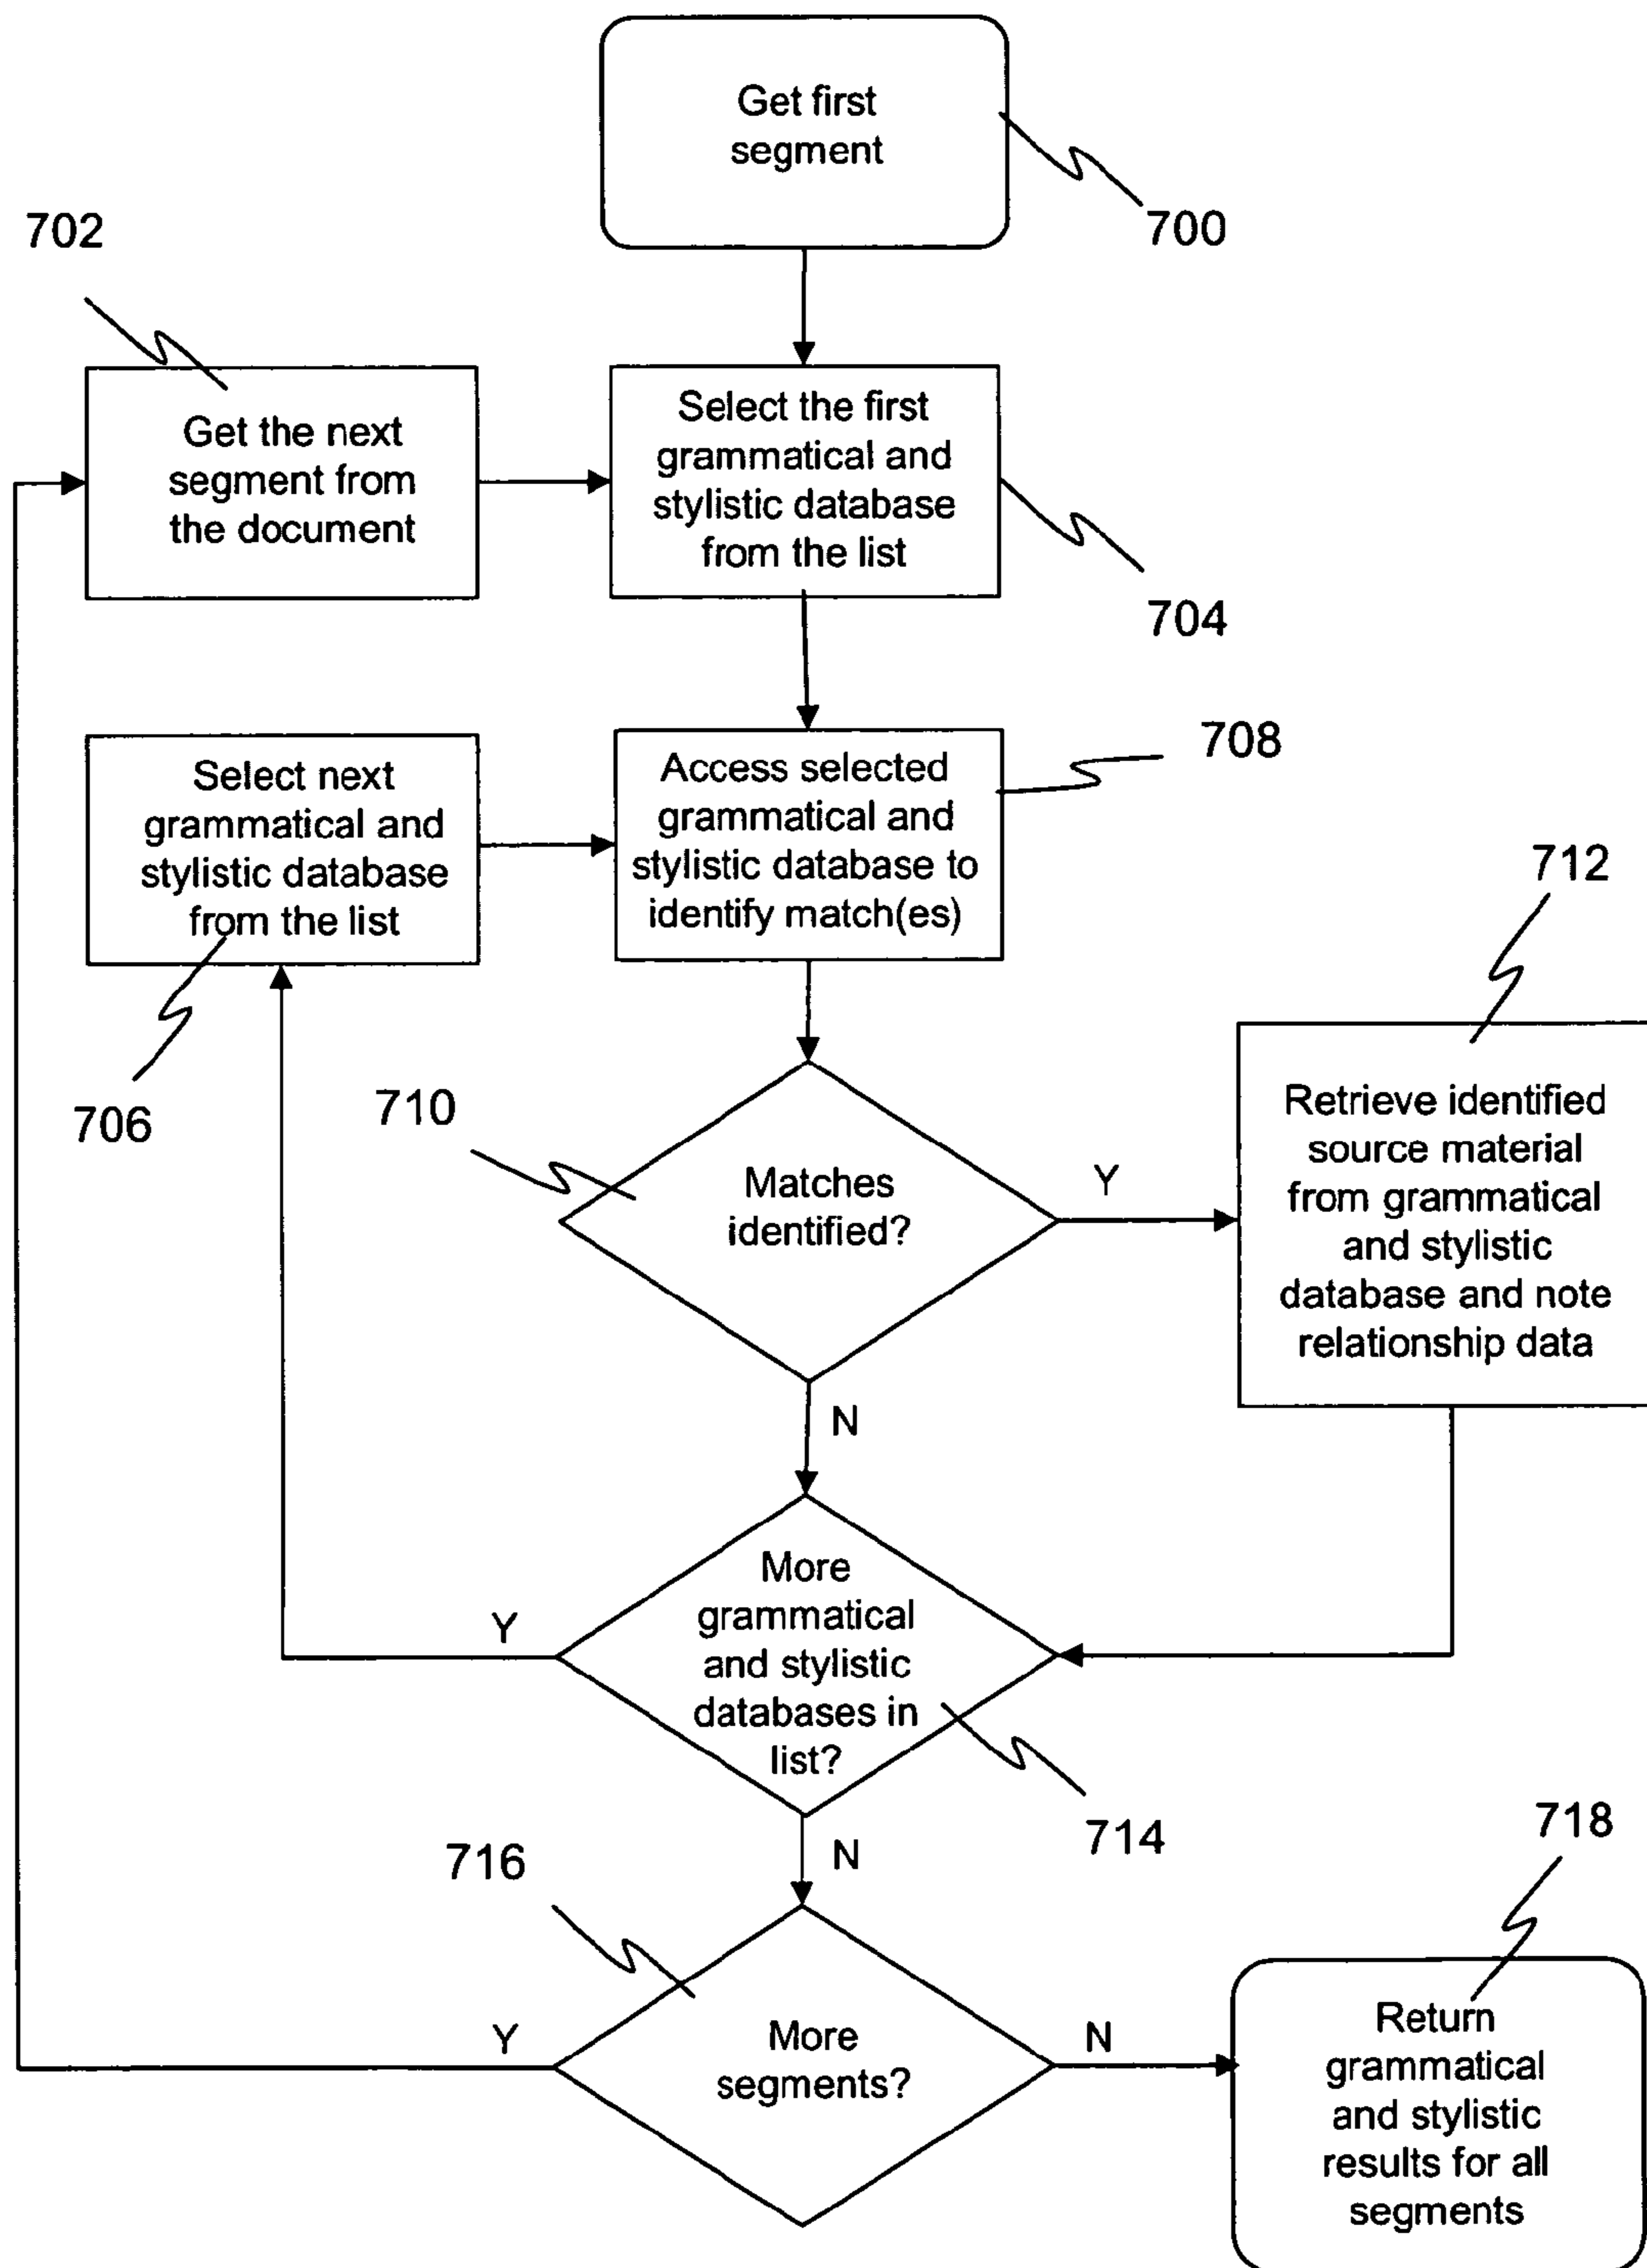 Get first
segment
700
702
Get the next
segment from
the document
Select the first
grammatical and
stylistic database
from the list
704
Select next
grammatical and
stylistic database
from the list
706
Access selected
grammatical and
stylistic database to
identify match(es)
708
710
Matches
identified?
Y
712
Retrieve identified
source material
from grammatical
and stylistic
database and note
relationship data
N
More
grammatical
and stylistic
databases in
list?
Y
714
N
716
More
segments?
Y
N
718
Return
grammatical
and stylistic
results for all
segments